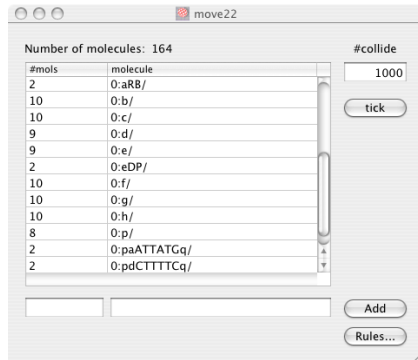 move22
Number of molecules: 164
#collide
#mols molecule
1000
2 0:aRB/
10 0:b/
10 0:c/
tick
9 0:d/
9 0:e/
2 0:eDP/
10 0:f/
10 0:g/
10 0:h/
8 0:p/
2 0:paATTATGq/
2 0:pdCTTTTCq/
Add
Rules...